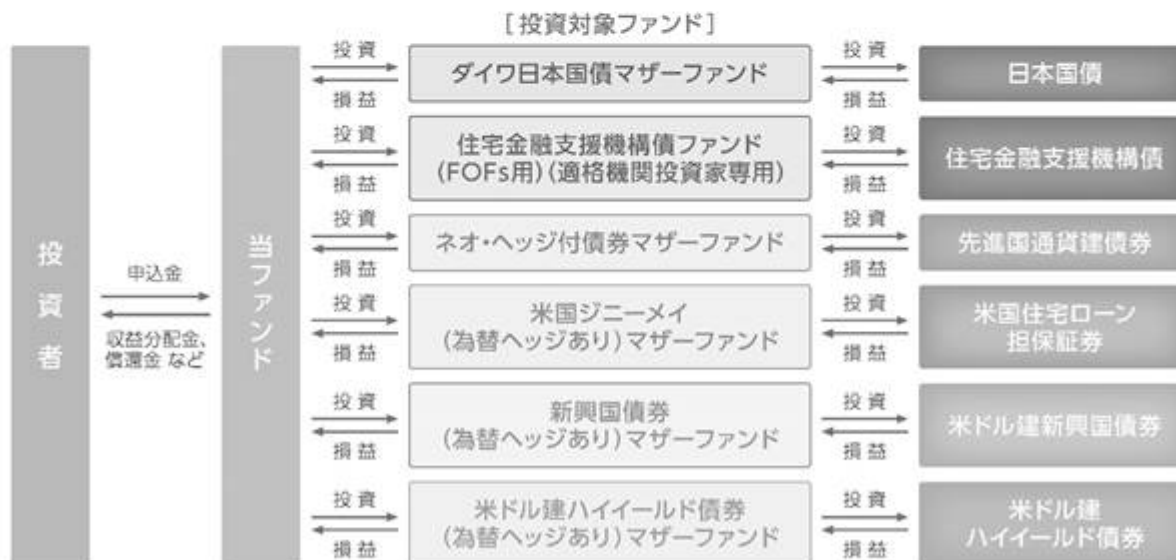 [投資対象ファンド]
投資者
申込金
収益分配金、
償還金 など
当ファンド
投資
損益
ダイワ日本国債マザーファンド
投資
損益
日本国債
投資
損益
住宅金融支援機構債ファンド
(FOFs用)(適格機関投資家専用)
投資
損益
住宅金融支援機構債
投資
損益
ネオ・ヘッジ付債券マザーファンド
投資
損益
先進国通貨建債券
投資
損益
米国ジニーメイ
(為替ヘッジあり)マザーファンド
投資
損益
米国住宅ローン
担保証券
投資
損益
新興国債券
(為替ヘッジあり)マザーファンド
投資
損益
米ドル建新興国債券
投資
損益
米ドル建ハイイールド債券
(為替ヘッジあり)マザーファンド
投資
損益
米ドル建
ハイイールド債券